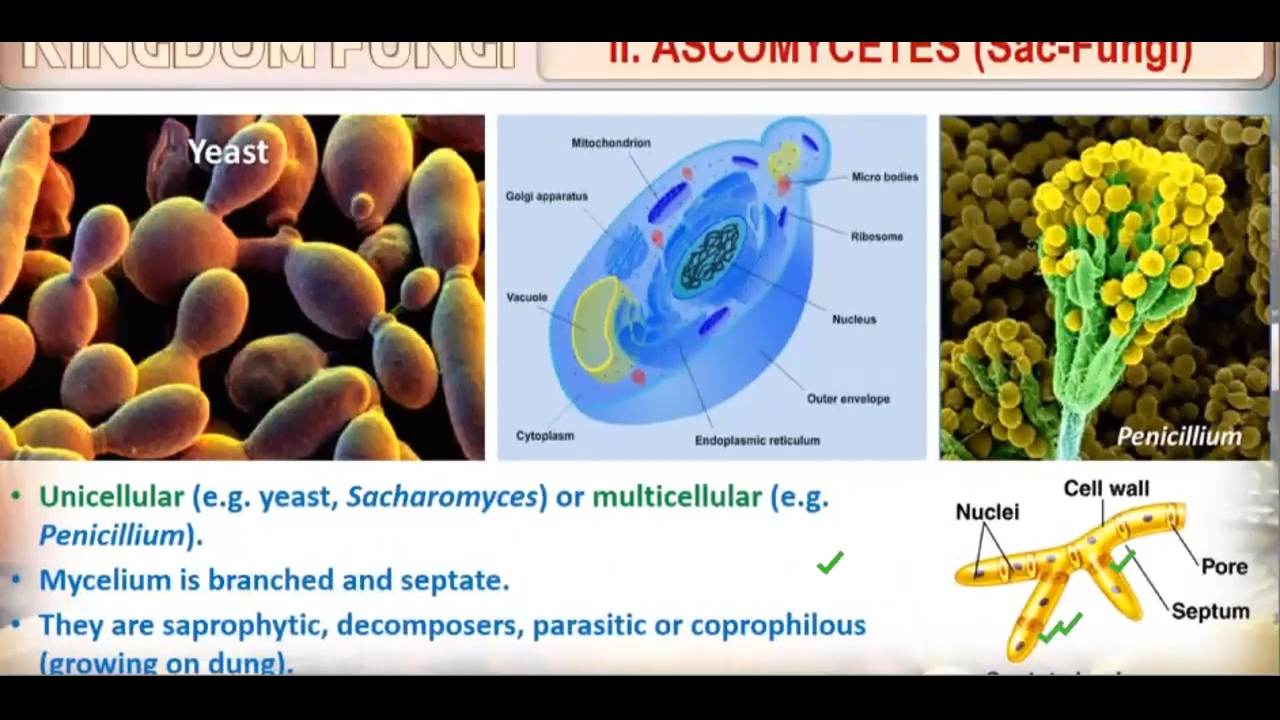 KINGDOM FUNGI
II. ASCOMYCETES (Sac-Fungi)
Yeast
Mitochondrion
Golgi apparatus
Vacuole
Cytoplasm
Micro bodies
Ribosome
Nucleus
Outer envelope
Endoplasmic reticulum
Penicillium
• Unicellular (e.g. yeast, Sacharomyces) or multicellular (e.g.
Penicillium).
• Mycelium is branched and septate.
• They are saprophytic, decomposers, parasitic or coprophilous
(growing on dung).
Cell wall
Nuclei
Pore
Septum